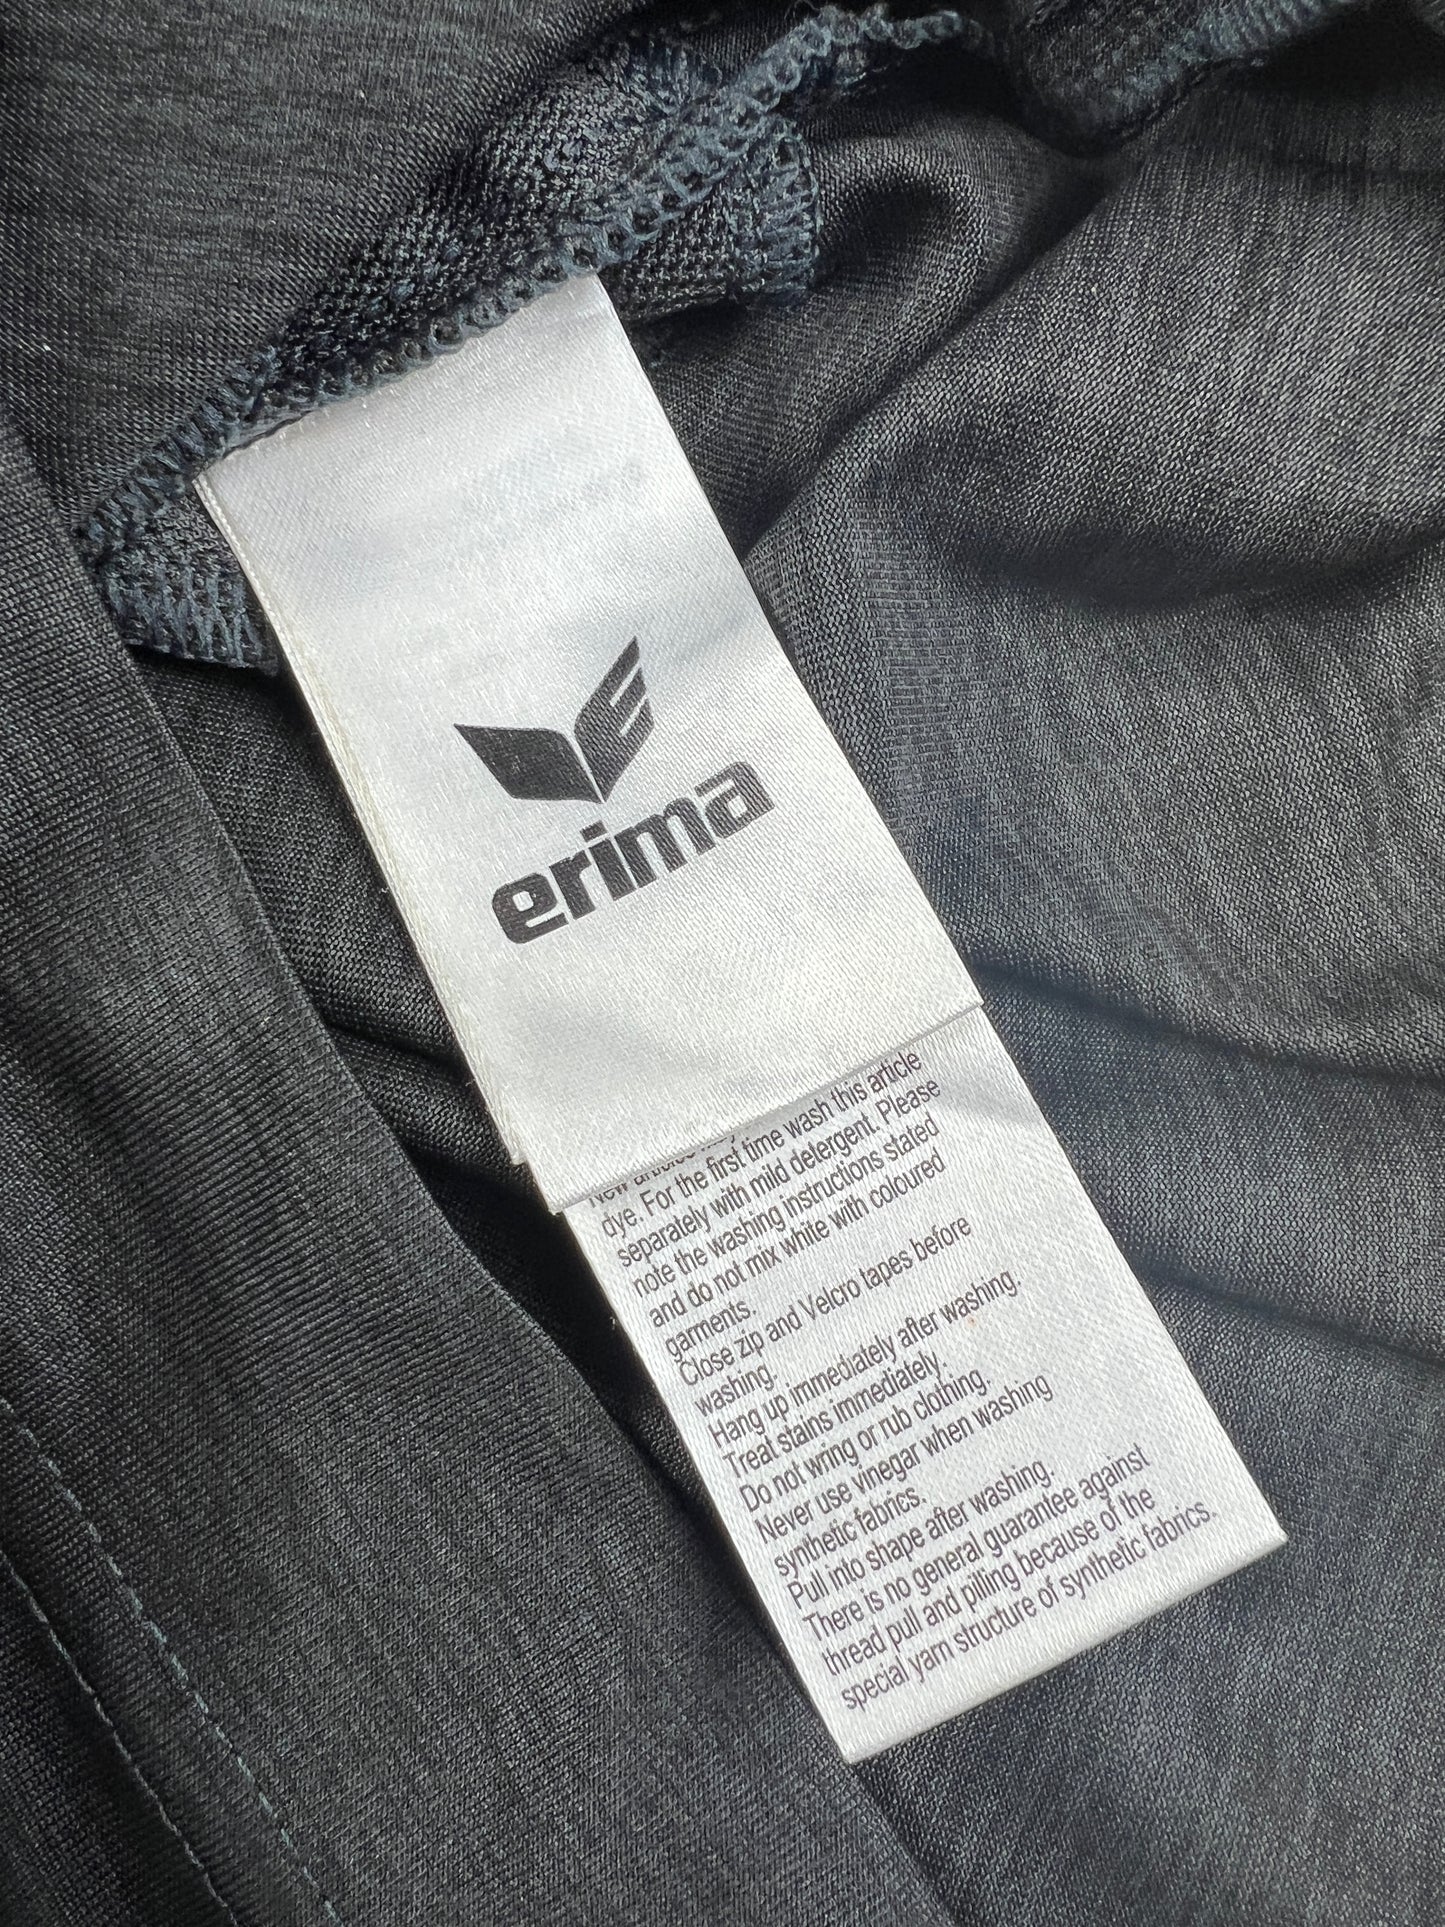 erima
New articles may
dye. For the first time wash this article
separately with mild detergent. Please
note the washing instructions stated
and do not mix white with coloured
garments.
Close zip and Velcro tapes before
washing.
Hang up immediately after washing.
Treat stains immediately.
Do not wring or rub clothing.
Never use vinegar when washing
synthetic fabrics.
Pull into shape after washing.
There is no general guarantee against
thread pull and pilling because of the
special yarn structure of synthetic fabrics.